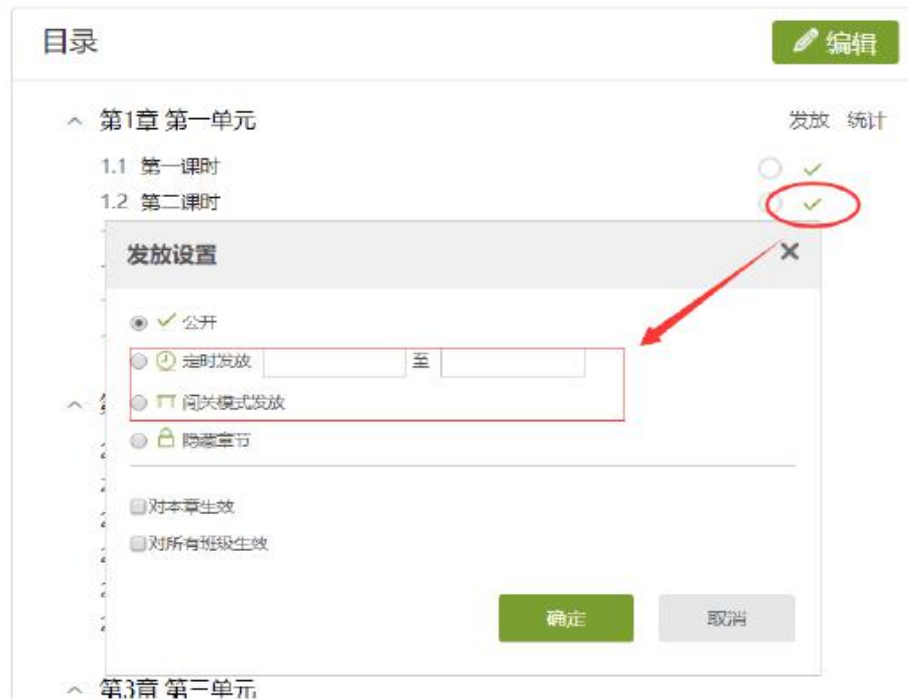 目录
编辑
第1章 第一单元
发放 统计
1.1 第一课时
1.2 第二课时
发放设置
公开
定时发放 至
闯关模式发放
隐藏章节
对本章生效
对所有班级生效
确定 取消
第3章 第三单元